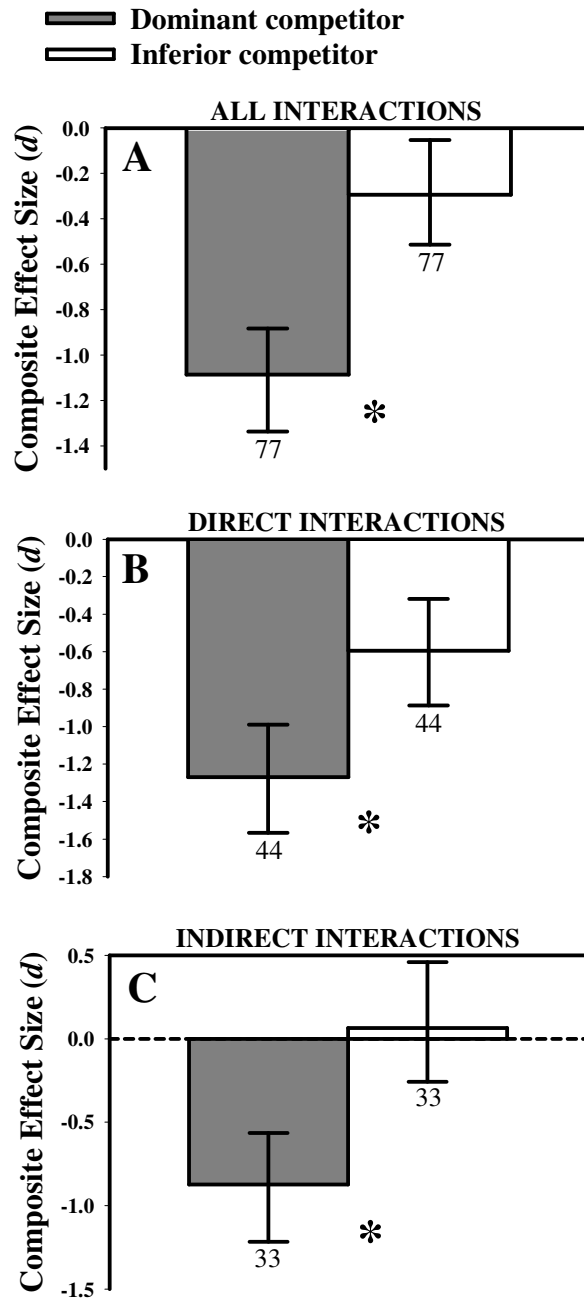 Dominant competitor
Inferior competitor
ALL INTERACTIONS
A
Composite Effect Size (d)
0.0
-0.2
-0.4
-0.6
-0.8
-1.0
-1.2
-1.4
77
77
*
DIRECT INTERACTIONS
B
Composite Effect Size (d)
0.0
-0.2
-0.4
-0.6
-0.8
-1.0
-1.2
-1.4
-1.6
-1.8
44
44
*
INDIRECT INTERACTIONS
C
Composite Effect Size (d)
0.5
0.0
-0.5
-1.0
-1.5
33
33
*